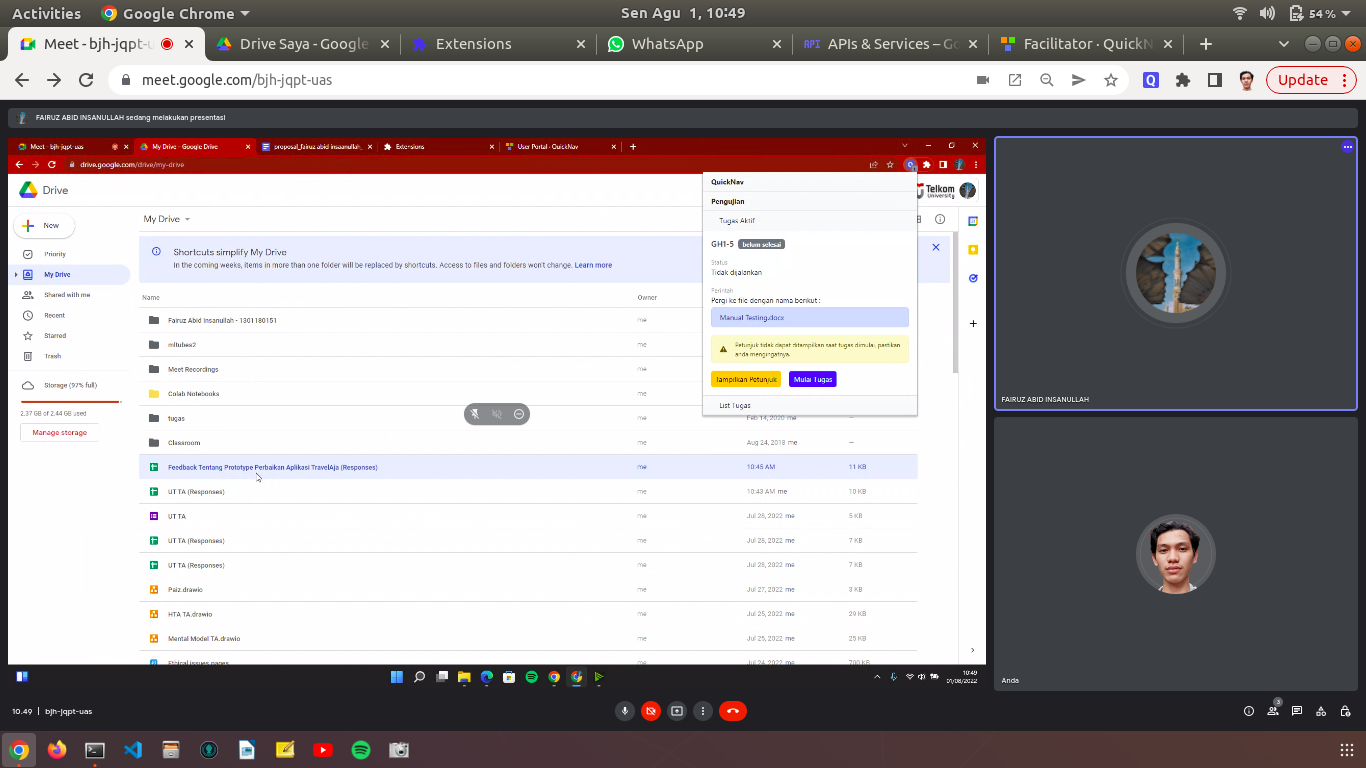 Activities
Google Chrome
Sen Agu 1, 10:49
54 %
Meet - bjh-jqpt-u
Drive Saya - Google
Extensions
WhatsApp
API APIs & Services – Go
Facilitator · QuickN
meet.google.com/bjh-jqpt-uas
Q
Update
FAIRUZ ABID INSANULLAH sedang melakukan presentasi
Meet - bjh-jqpt-uas
My Drive - Google Drive
proposal_fairuz abid insaanullah_
Extensions
User Portal - QuickNav
drive.google.com/drive/my-drive
Drive
Telkom
University
New
Priority
My Drive
Shared with me
Recent
Starred
Trash
Storage (97% full)
2.37 GB of 2.44 GB used
Manage storage
My Drive
Shortcuts simplify My Drive
In the coming weeks, items in more than one folder will be replaced by shortcuts. Access to files and folders won't change. Learn more
Name
Owner
Fairuz Abid Insanullah - 1301180151
me
mltubes2
me
Meet Recordings
me
Colab Notebooks
me
tugas
me
Feb 14, 2020 me
—
Classroom
me
Aug 24, 2018 me
—
Feedback Tentang Prototype Perbaikan Aplikasi TravelAja (Responses)
me
10:45 AM
11 KB
UT TA (Responses)
me
10:43 AM me
10 KB
UT TA
me
Jul 28, 2022 me
5 KB
UT TA (Responses)
me
Jul 28, 2022 me
7 KB
UT TA (Responses)
me
Jul 28, 2022 me
7 KB
Paiz.drawio
me
Jul 27, 2022 me
3 KB
HTA TA.drawio
me
Jul 25, 2022 me
29 KB
Mental Model TA.drawio
me
Jul 25, 2022 me
25 KB
Ethical issues.pages
me
Jul 24, 2022 me
700 KB
QuickNav
Pengujian
Tugas Aktif
GH1-5
belum selesai
Status
Tidak dijalankan
Perintah
Pergi ke file dengan nama berikut :
Manual Testing.docx
Petunjuk tidak dapat ditampilkan saat tugas dimulai, pastikan
anda mengingatnya.
Tampilkan Petunjuk
Mulai Tugas
List Tugas
10:49
01/08/2022
FAIRUZ ABID INSANULLAH
Anda
10.49 | bjh-jqpt-uas
3